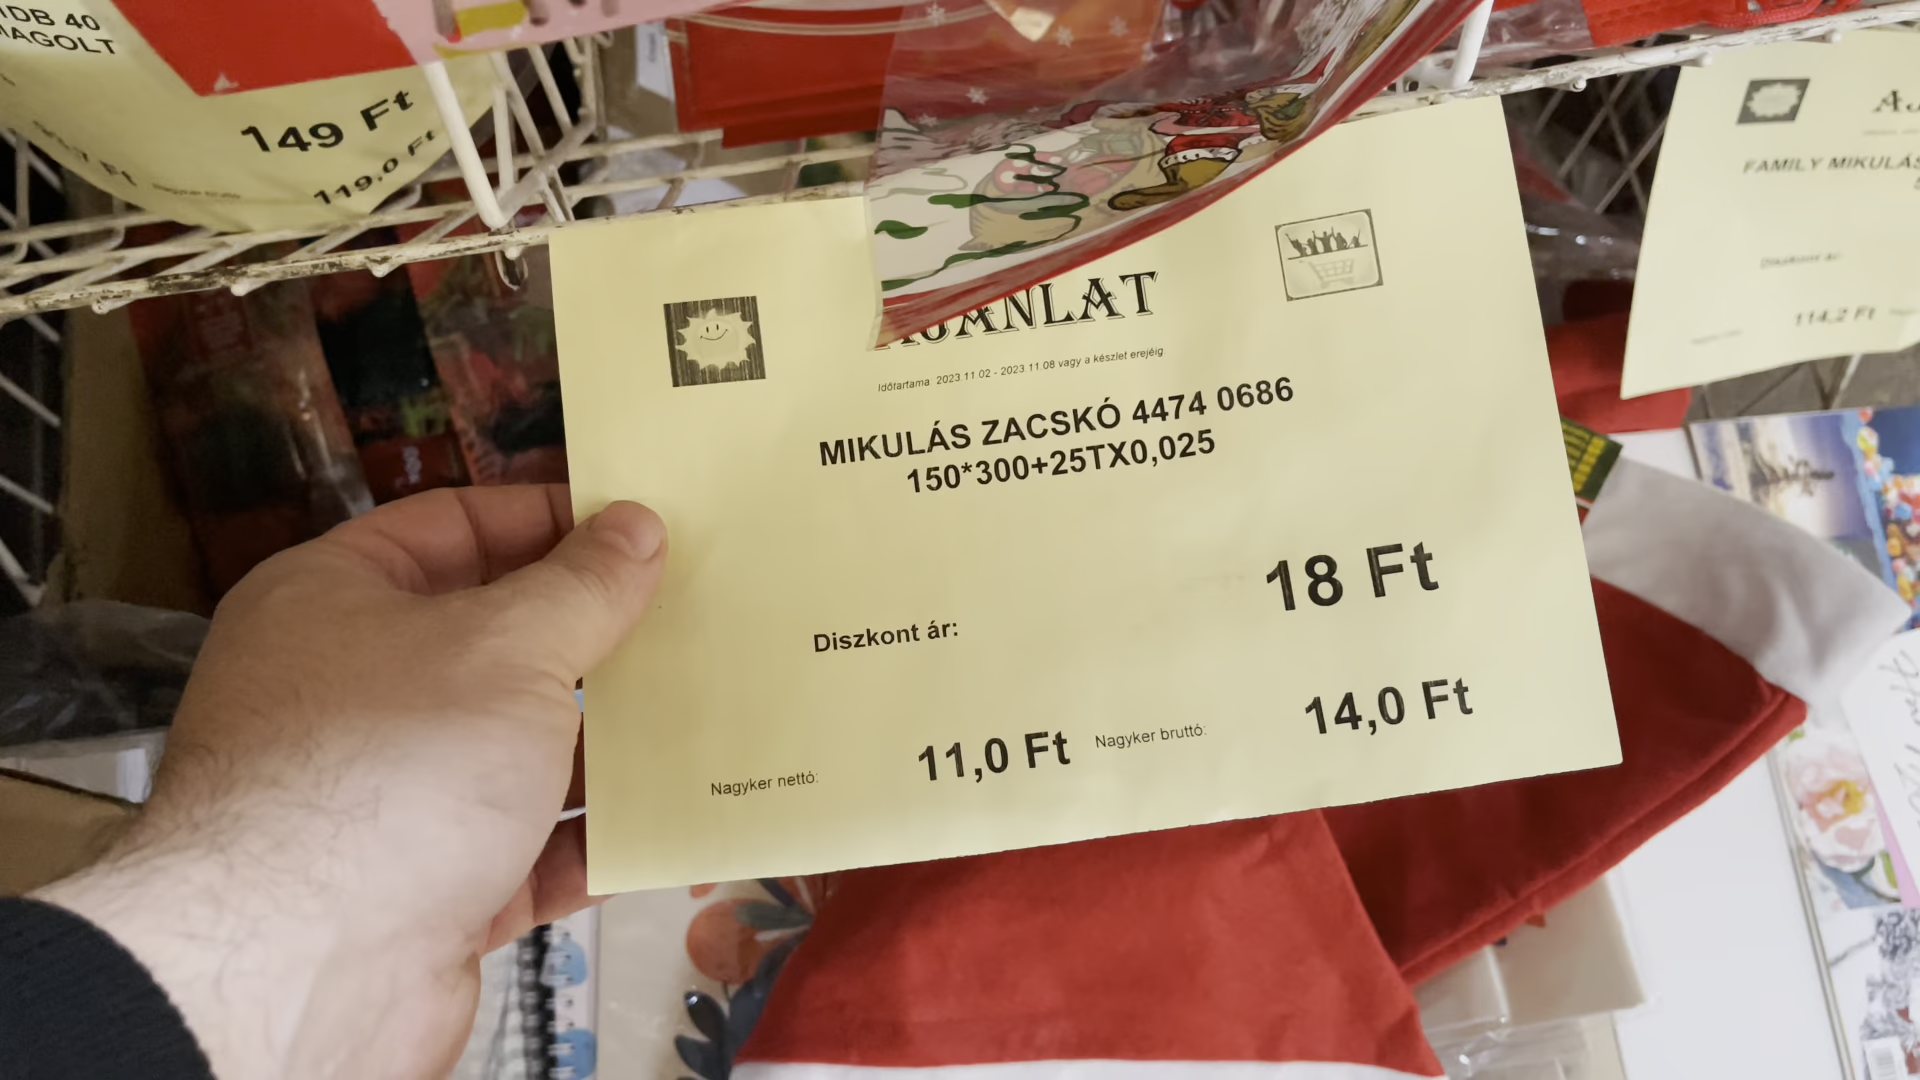 IDB 40
149 Ft
119,0 Ft
AJÁNLAT
Időtartama: 2023.11.02 - 2023.11.08 vagy a készlet erejéig.
MIKULÁS ZACSKÓ 4474 0686
150*300+25TX0,025
Diszkont ár:
18 Ft
Nagyker nettó:
11,0 Ft
Nagyker bruttó:
14,0 Ft
FAMILY MIKULÁS
Diszkont ár:
114,2 Ft